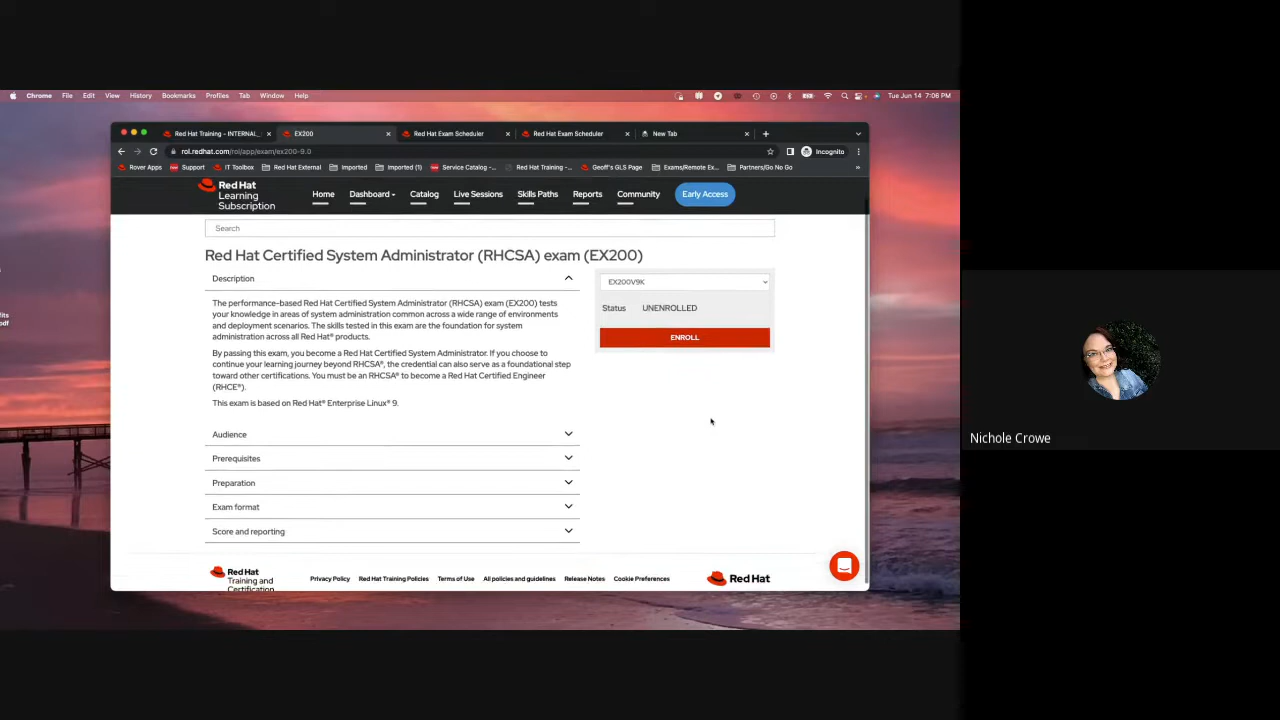 Chrome File Edit View History Bookmarks Profiles Tab Window Help
Tue Jun 14 7:06 PM
Red Hat Training - INTERNAL
EX200
Red Hat Exam Scheduler
Red Hat Exam Scheduler
New Tab
rol.redhat.com/rol/app/exam/ex200-9.0
Incognito
Rover Apps Support IT Toolbox Red Hat External Imported Imported (1) Service Catalog -... Red Hat Training -... Geoff's GLS Page Exams/Remote Ex... Partners/Go No Go »
Red Hat
Learning
Subscription
Home Dashboard Catalog Live Sessions Skills Paths Reports Community Early Access
Search
Red Hat Certified System Administrator (RHCSA) exam (EX200)
Description
The performance-based Red Hat Certified System Administrator (RHCSA) exam (EX200) tests
your knowledge in areas of system administration common across a wide range of environments
and deployment scenarios. The skills tested in this exam are the foundation for system
administration across all Red Hat® products.
By passing this exam, you become a Red Hat Certified System Administrator. If you choose to
continue your learning journey beyond RHCSA®, the credential can also serve as a foundational step
toward other certifications. You must be an RHCSA® to become a Red Hat Certified Engineer
(RHCE®).
This exam is based on Red Hat® Enterprise Linux® 9.
EX200V9K
Status UNENROLLED
ENROLL
Audience
Prerequisites
Preparation
Exam format
Score and reporting
Red Hat
Training and
Certification
Privacy Policy Red Hat Training Policies Terms of Use All policies and guidelines Release Notes Cookie Preferences
Red Hat
Nichole Crowe